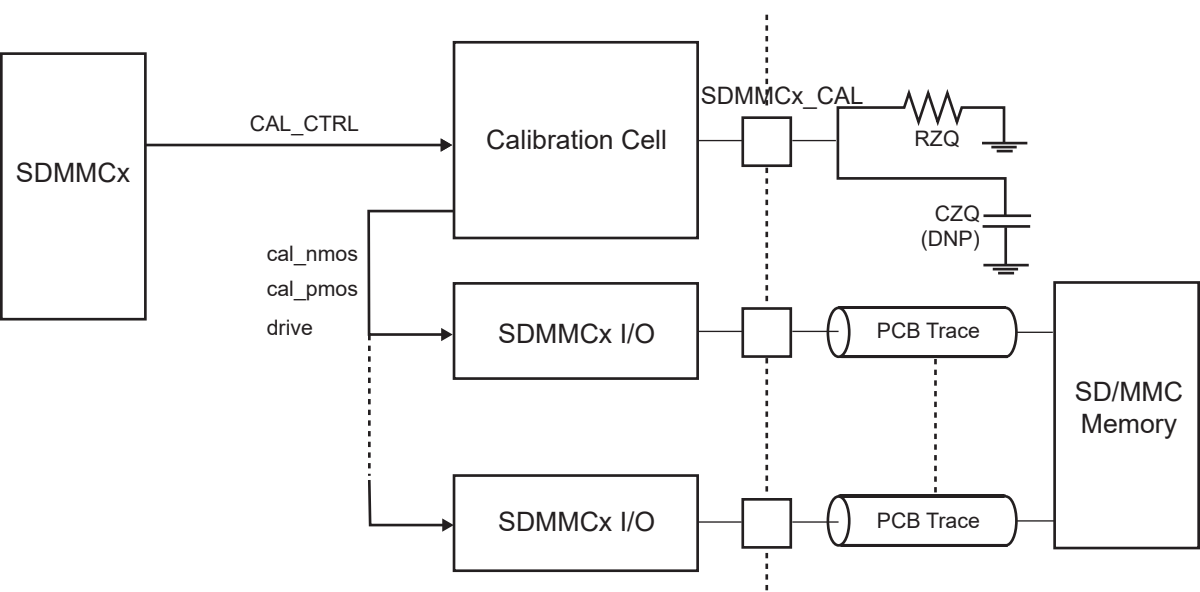 SDMMCx
CAL_CTRL
Calibration Cell
SDMMCx_CAL
RZQ
CZQ
(DNP)
cal_nmos
cal_pmos
drive
SDMMCx I/O
PCB Trace
SD/MMC
Memory
SDMMCx I/O
PCB Trace